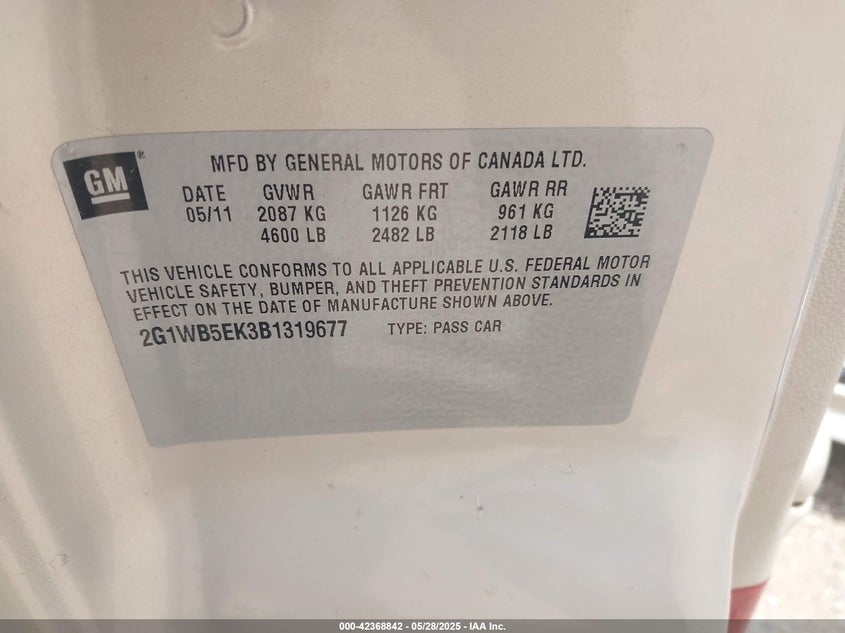 GM ®
MFD BY GENERAL MOTORS OF CANADA LTD.
DATE GVWR GAWR FRT GAWR RR
05/11 2087 KG 1126 KG 961 KG
4600 LB 2482 LB 2118 LB
THIS VEHICLE CONFORMS TO ALL APPLICABLE U.S. FEDERAL MOTOR
VEHICLE SAFETY, BUMPER, AND THEFT PREVENTION STANDARDS IN
EFFECT ON THE DATE OF MANUFACTURE SHOWN ABOVE.
2G1WB5EK3B1319677 TYPE: PASS CAR
000-42368842 / 05/28/2025 - IAA Inc.